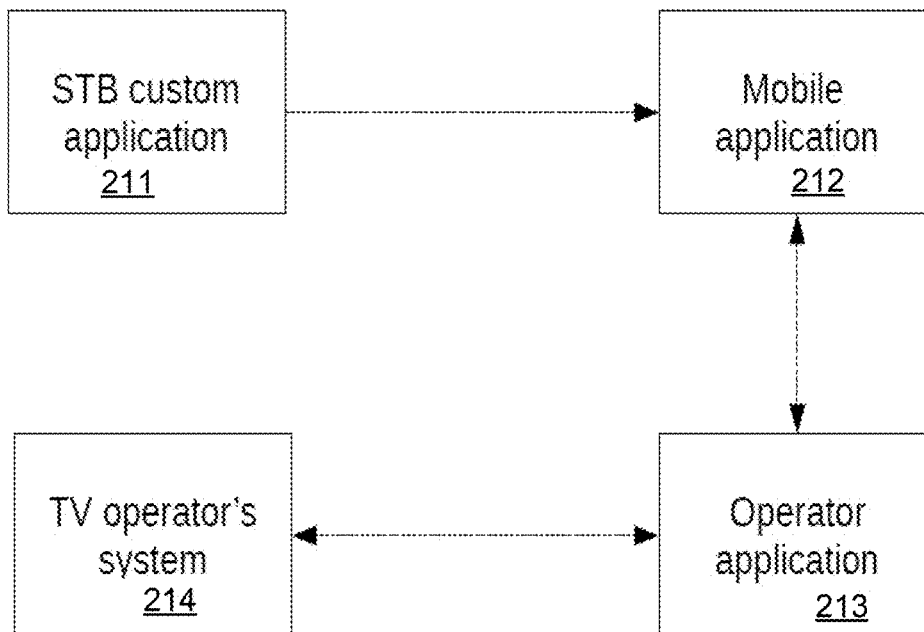 STB custom
application
211
Mobile
application
212
TV operator's
system
214
Operator
application
213